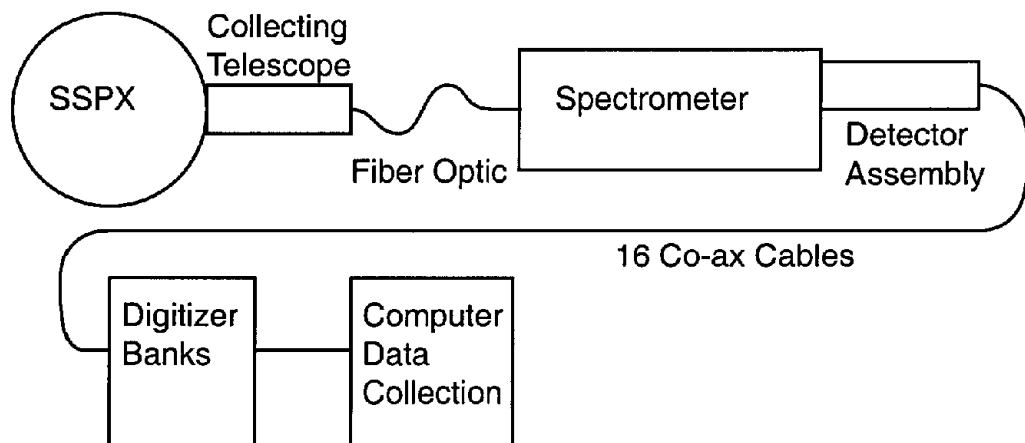 SSPX
Collecting
Telescope
Fiber Optic
Spectrometer
Detector
Assembly
16 Co-ax Cables
Digitizer
Banks
Computer
Data
Collection